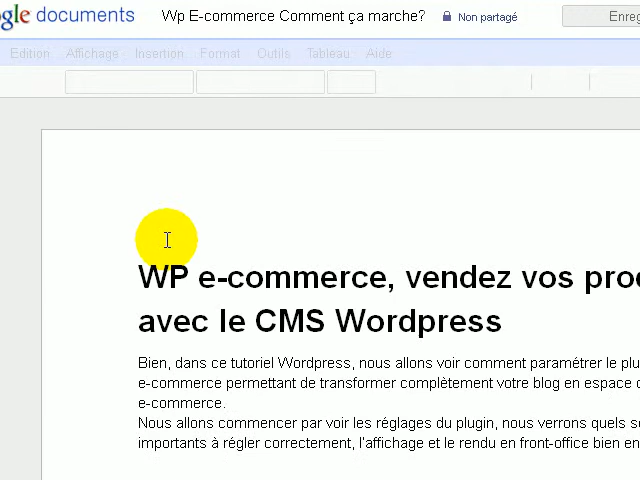 gle documents Wp E-commerce Comment ça marche? Non partagé Enreg
Edition Affichage Insertion Format Outils Tableau Aide
WP e-commerce, vendez vos pro
avec le CMS Wordpress
Bien, dans ce tutoriel Wordpress, nous allons voir comment paramétrer le plu
e-commerce permettant de transformer complètement votre blog en espace
e-commerce.
Nous allons commencer par voir les réglages du plugin, nous verrons quels s
importants à régler correctement, l'affichage et le rendu en front-office bien en